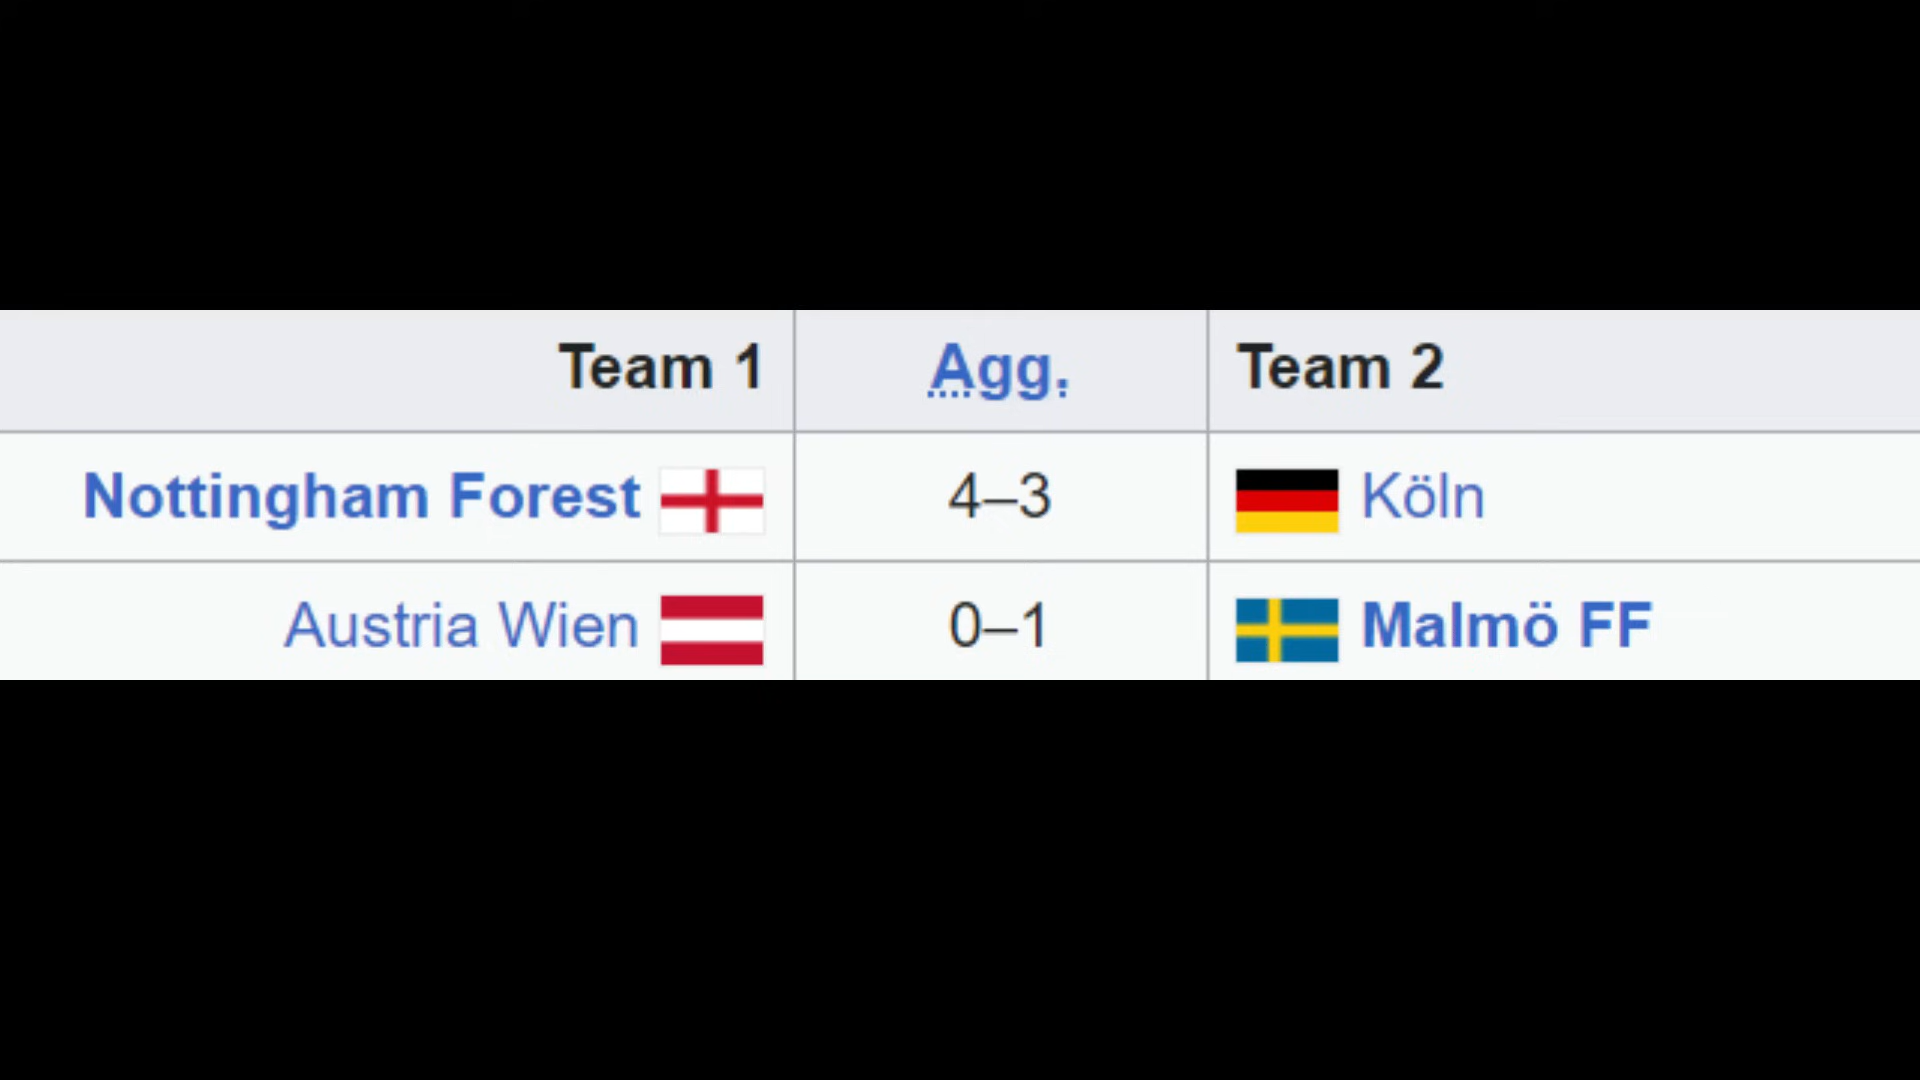 Team 1 Agg. Team 2
Nottingham Forest 4–3 Köln
Austria Wien 0–1 Malmö FF